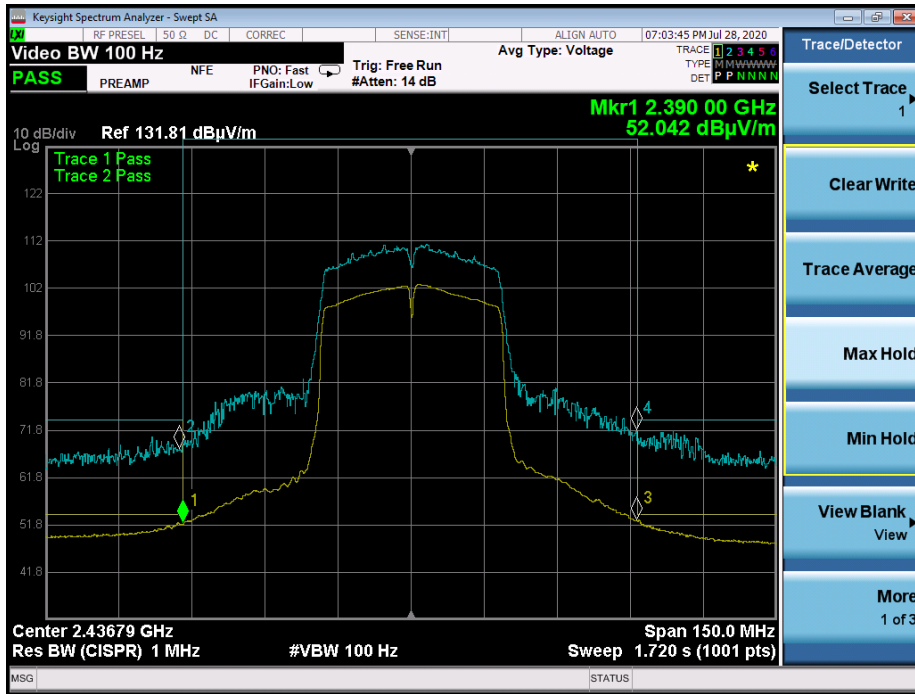 Keysight Spectrum Analyzer - Swept SA
LXI
RF PRESEL 50 Ω DC CORREC SENSE:INT ALIGN AUTO 07:03:45 PM Jul 28, 2020
Video BW 100 Hz
PASS
PREAMP
NFE
PNO: Fast
IFGain:Low
Trig: Free Run
#Atten: 14 dB
Avg Type: Voltage
TRACE 1 2 3 4 5 6
TYPE M M W W W W
DET P P N N N N
Mkr1 2.390 00 GHz
52.042 dBµV/m
10 dB/div Ref 131.81 dBµV/m
Log
Trace 1 Pass
Trace 2 Pass
*
122
112
102
91.8
81.8
71.8
61.8
51.8
41.8
2
1
4
3
Center 2.43679 GHz
Span 150.0 MHz
Res BW (CISPR) 1 MHz
#VBW 100 Hz
Sweep 1.720 s (1001 pts)
MSG
STATUS
Trace/Detector
Select Trace
1
Clear Write
Trace Average
Max Hold
Min Hold
View Blank
View
More
1 of 3